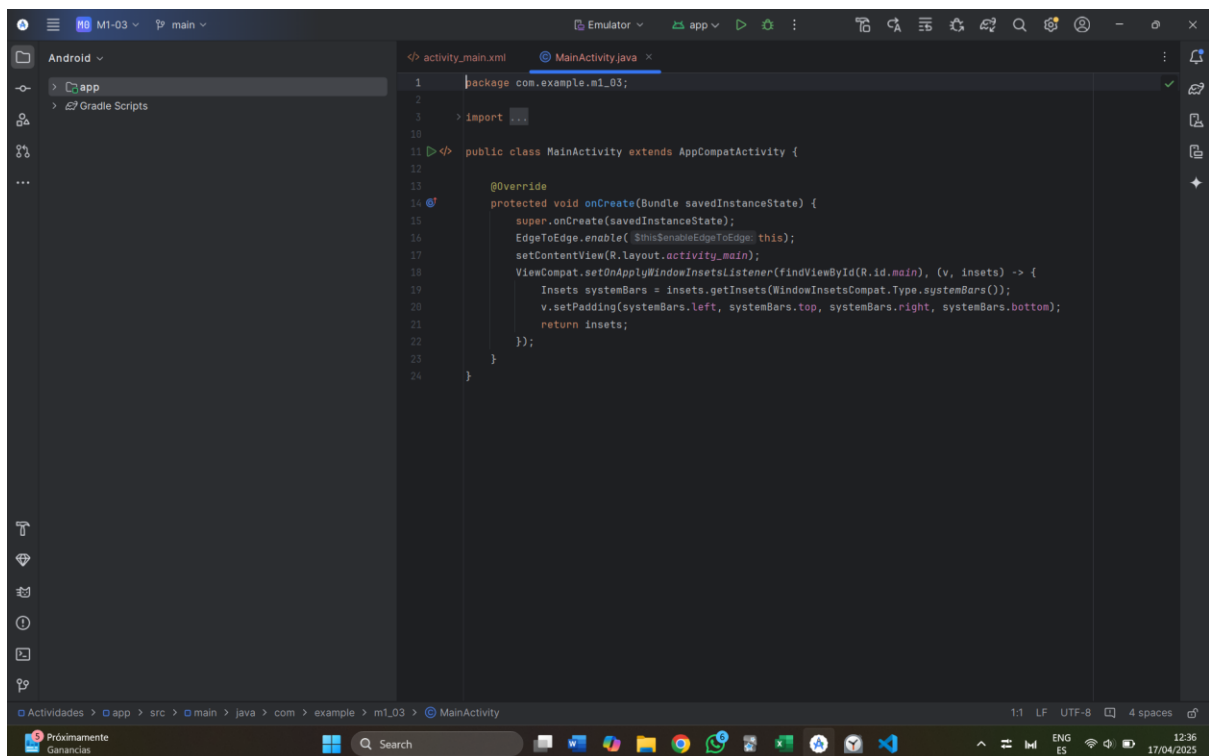 M0 M1-03 main Emulator app
Android
app
Gradle Scripts
activity_main.xml MainActivity.java
1 package com.example.m1_03;
2
3 import ...
10
11 public class MainActivity extends AppCompatActivity {
12
13 @Override
14 protected void onCreate(Bundle savedInstanceState) {
15 super.onCreate(savedInstanceState);
16 EdgeToEdge.enable( $this$enableEdgeToEdge: this);
17 setContentView(R.layout.activity_main);
18 ViewCompat.setOnApplyWindowInsetsListener(findViewById(R.id.main), (v, insets) -> {
19 Insets systemBars = insets.getInsets(WindowInsetsCompat.Type.systemBars());
20 v.setPadding(systemBars.left, systemBars.top, systemBars.right, systemBars.bottom);
21 return insets;
22 });
23 }
24 }
Actividades > app > src > main > java > com > example > m1_03 > MainActivity 1:1 LF UTF-8 4 spaces
5 Próximamente
Ganancias
Search
9
ENG
ES
12:36
17/04/2025